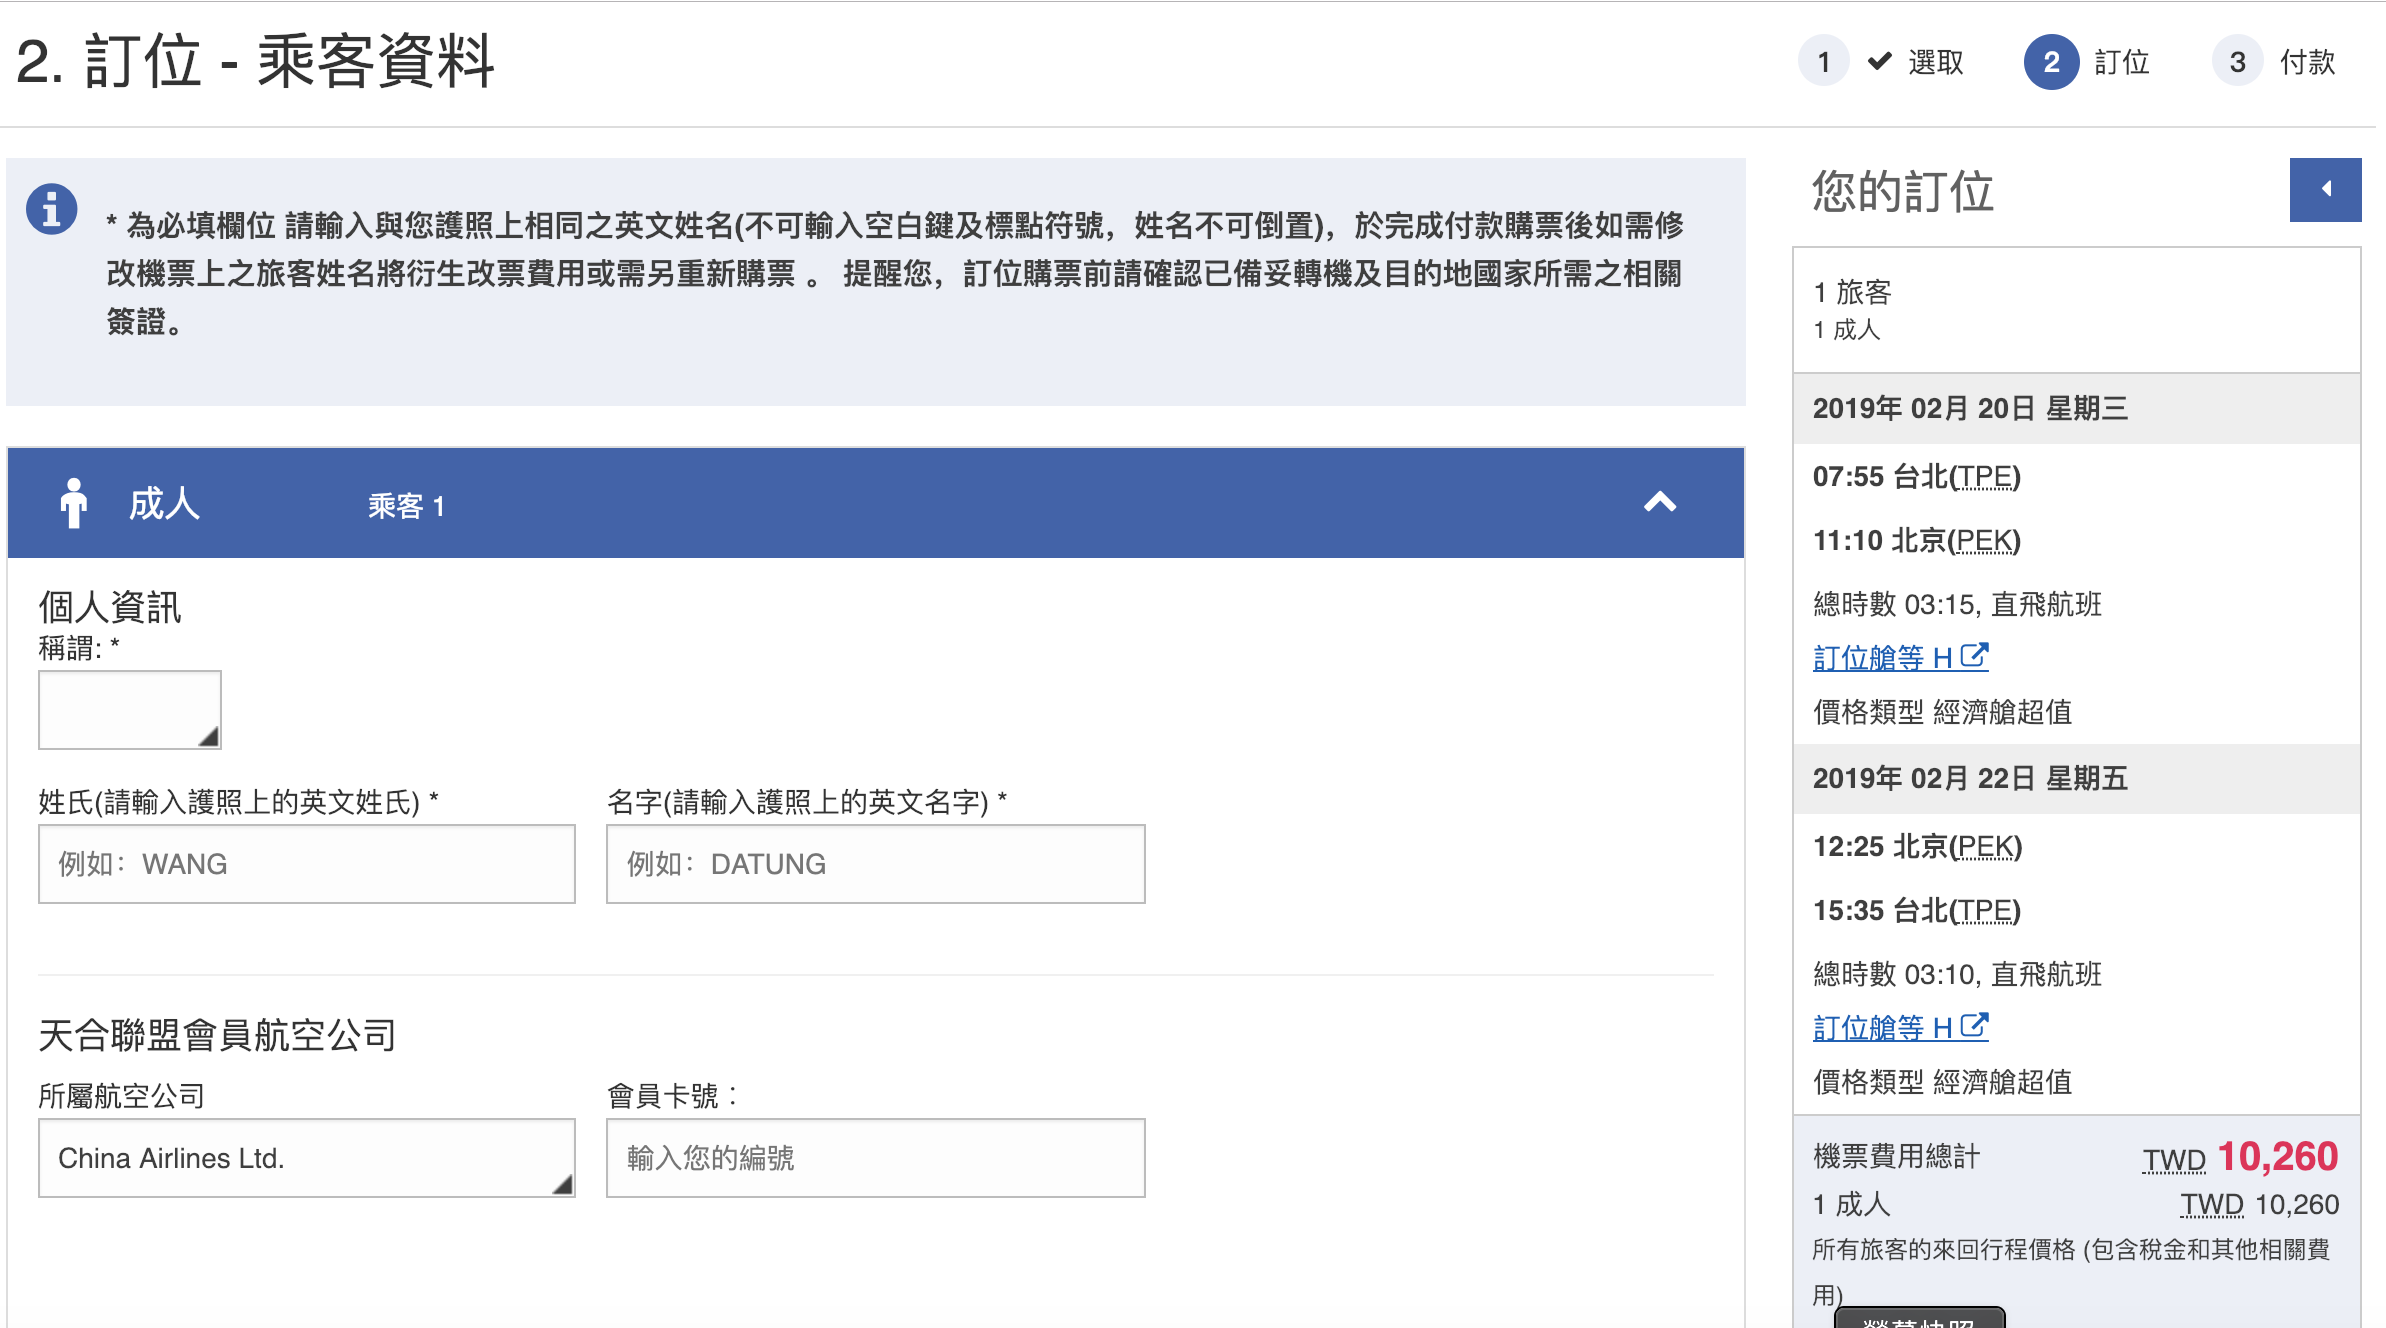 2. 訂位 - 乘客資料
1 選取
2 訂位
3 付款
* 為必填欄位 請輸入與您護照上相同之英文姓名(不可輸入空白鍵及標點符號，姓名不可倒置)，於完成付款購票後如需修
改機票上之旅客姓名將衍生改票費用或需另重新購票 。 提醒您，訂位購票前請確認已備妥轉機及目的地國家所需之相關
簽證。
成人 乘客 1
個人資訊
稱謂: *
姓氏(請輸入護照上的英文姓氏) * 名字(請輸入護照上的英文名字) *
例如：WANG 例如：DATUNG
天合聯盟會員航空公司
所屬航空公司 會員卡號：
China Airlines Ltd. 輸入您的編號
您的訂位
1 旅客
1 成人
2019年 02月 20日 星期三
07:55 台北(TPE)
11:10 北京(PEK)
總時數 03:15, 直飛航班
訂位艙等 H
價格類型 經濟艙超值
2019年 02月 22日 星期五
12:25 北京(PEK)
15:35 台北(TPE)
總時數 03:10, 直飛航班
訂位艙等 H
價格類型 經濟艙超值
機票費用總計 TWD 10,260
1 成人 TWD 10,260
所有旅客的來回行程價格 (包含稅金和其他相關費
用)